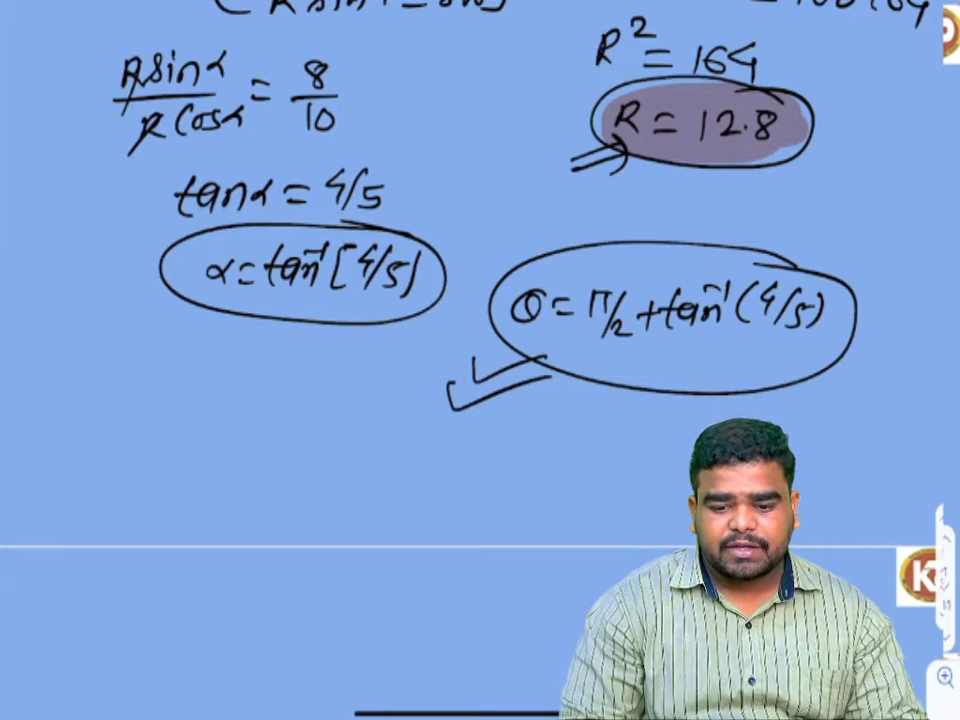 R² = 164
R sinα / R cosα = 8/10
R = 12.8
tanα = 4/5
α = tan⁻¹[4/5)
θ = π/2 + tan⁻¹(4/5)
K